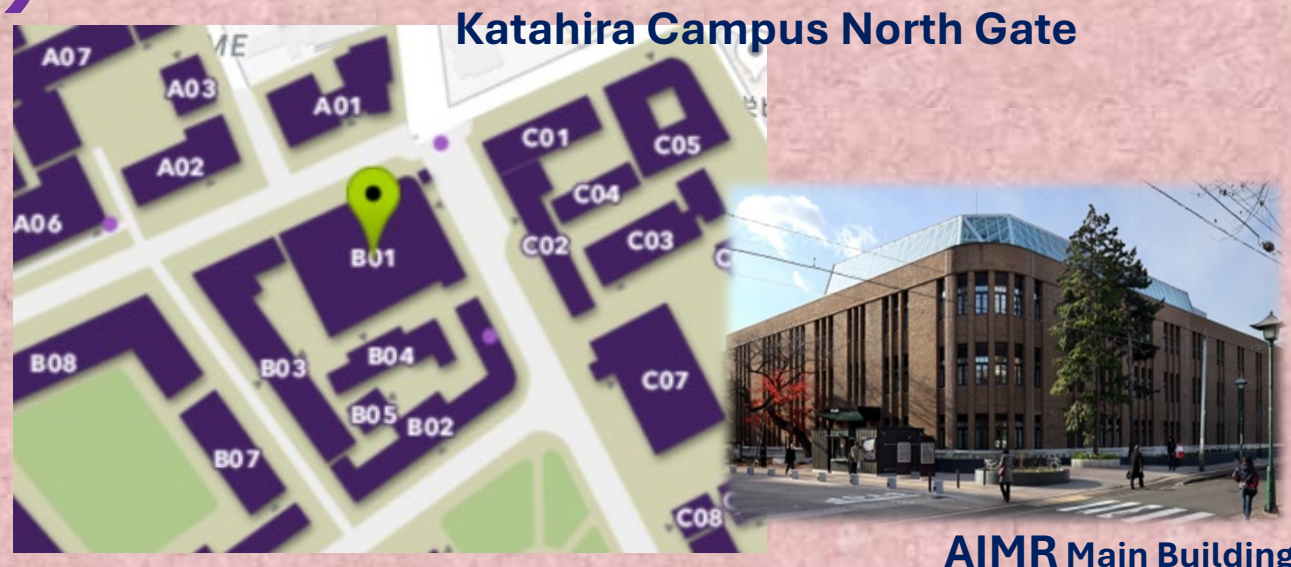 Katahira Campus North Gate
A07
ME
A03
A01
A02
A06
C01
C05
C04
C02
C03
B01
B08
B03
B04
B05
B02
B07
C07
C08
AIMR Main Building